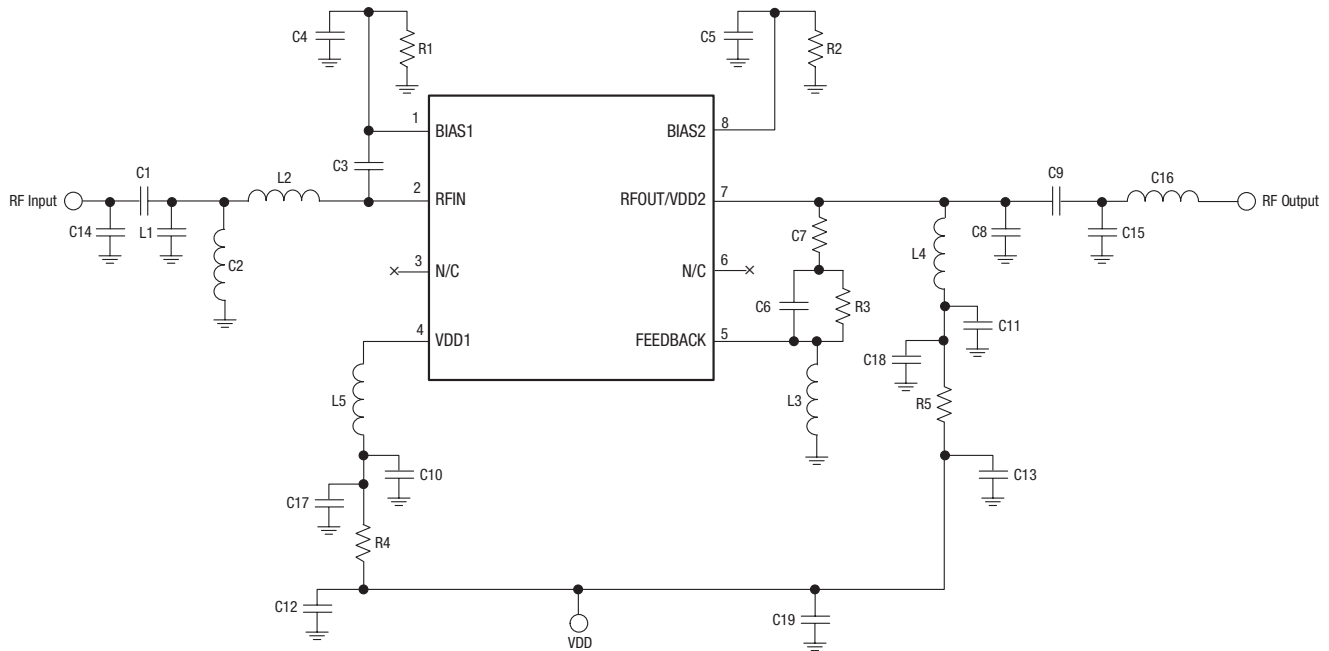 C4
R1
C5
R2
1
BIAS1
BIAS2
8
C3
C1
L2
2
RFIN
RFOUT/VDD2
7
C9
C16
RF Input
RF Output
C14
L1
C2
C7
L4
C8
C15
3
N/C
N/C
6
C6
R3
C11
4
VDD1
FEEDBACK
5
C18
L5
L3
R5
C10
C13
C17
R4
C12
C19
VDD